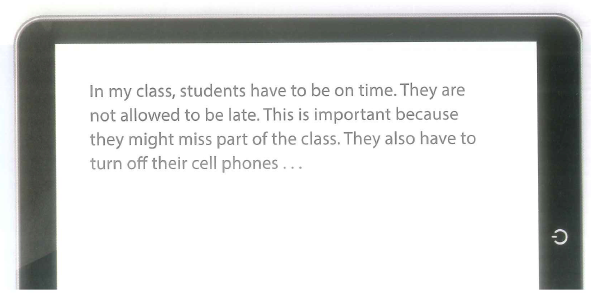 In my class, students have to be on time. They are
not allowed to be late. This is important because
they might miss part of the class. They also have to
turn off their cell phones . . .